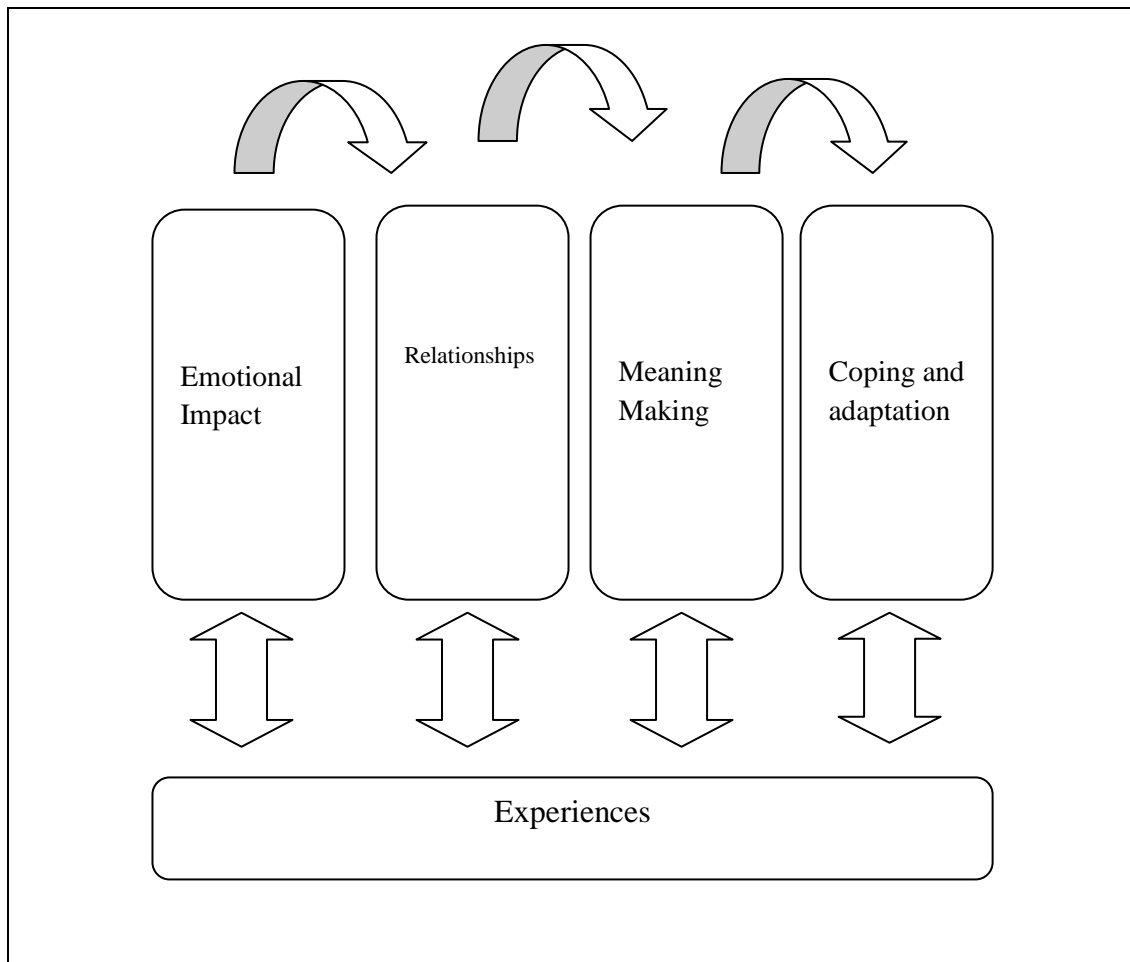 Emotional
Impact
Relationships
Meaning
Making
Coping and
adaptation
Experiences